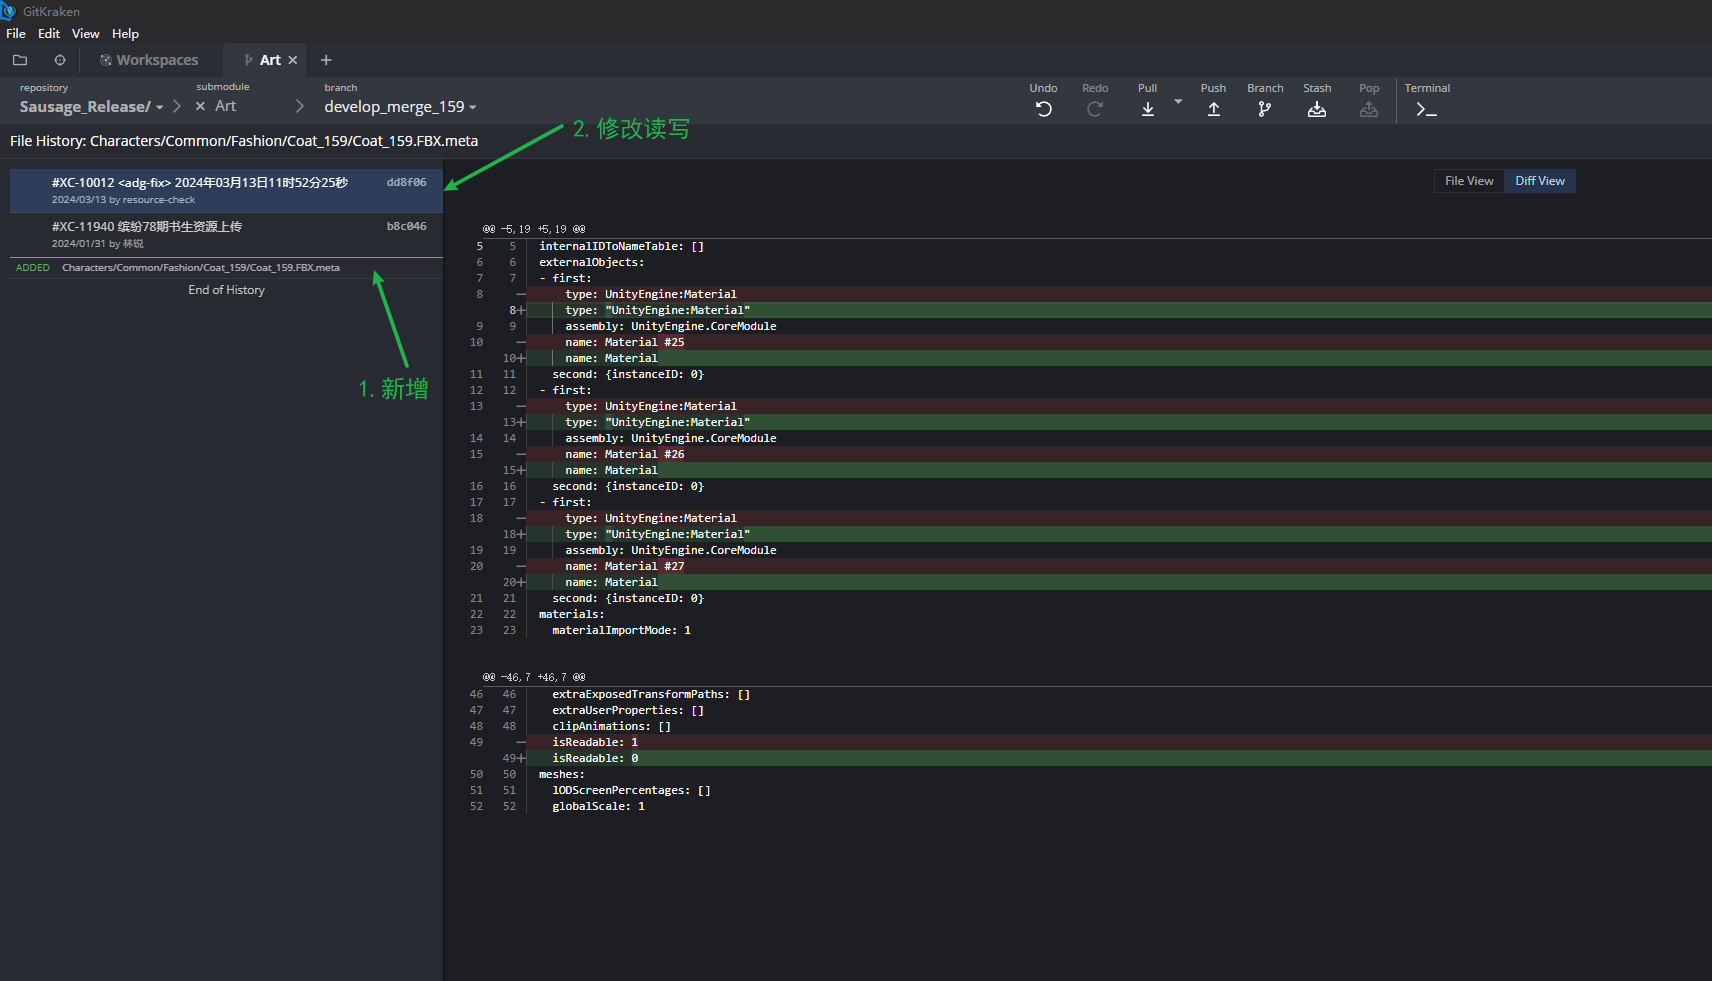 GitKraken
File Edit View Help
Workspaces Art
repository submodule branch
Sausage_Release/ Art develop_merge_159
Undo Redo Pull Push Branch Stash Pop Terminal
File History: Characters/Common/Fashion/Coat_159/Coat_159.FBX.meta
2. 修改读写
#XC-10012 <adg-fix> 2024年03月13日11时52分25秒 dd8f06
2024/03/13 by resource-check
#XC-11940 缤纷78期书生资源上传 b8c046
2024/01/31 by 林锐
ADDED Characters/Common/Fashion/Coat_159/Coat_159.FBX.meta
End of History
1. 新增
File View Diff View
@@ -5,19 +5,19 @@
5 5 internalIDToNameTable: []
6 6 externalObjects:
7 7 - first:
8 — type: UnityEngine:Material
8+ type: "UnityEngine:Material"
9 9 assembly: UnityEngine.CoreModule
10 — name: Material #25
10+ name: Material
11 11 second: {instanceID: 0}
12 12 - first:
13 — type: UnityEngine:Material
13+ type: "UnityEngine:Material"
14 14 assembly: UnityEngine.CoreModule
15 — name: Material #26
15+ name: Material
16 16 second: {instanceID: 0}
17 17 - first:
18 — type: UnityEngine:Material
18+ type: "UnityEngine:Material"
19 19 assembly: UnityEngine.CoreModule
20 — name: Material #27
20+ name: Material
21 21 second: {instanceID: 0}
22 22 materials:
23 23 materialImportMode: 1
@@ -46,7 +46,7 @@
46 46 extraExposedTransformPaths: []
47 47 extraUserProperties: []
48 48 clipAnimations: []
49 — isReadable: 1
49+ isReadable: 0
50 50 meshes:
51 51 lODScreenPercentages: []
52 52 globalScale: 1